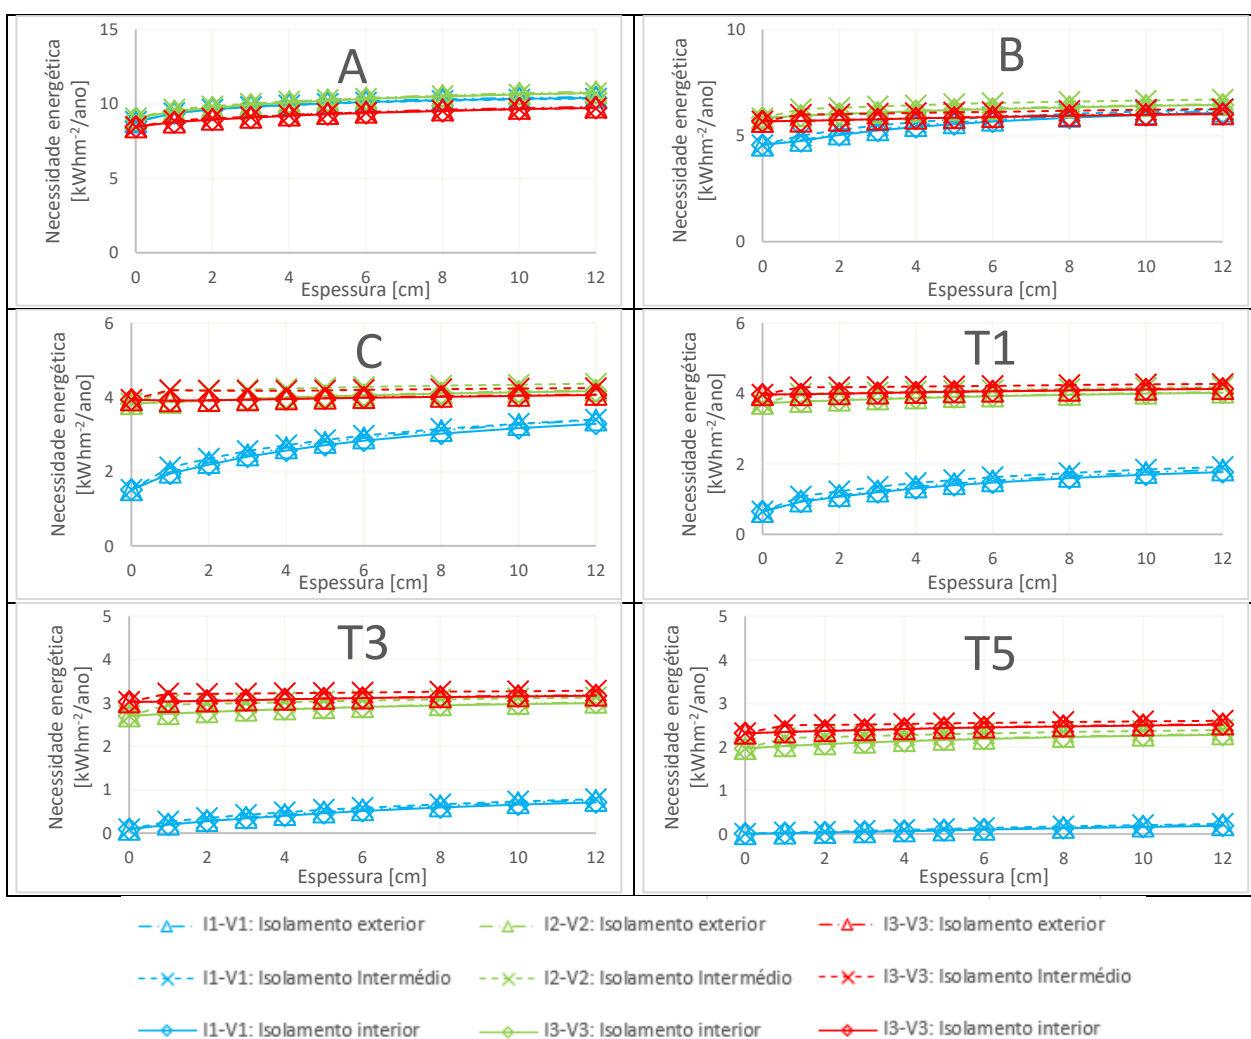 A
Necessidade energética
[kWhm⁻²/ano)
15
10
5
0
0 2 4 6 8 10 12
Espessura [cm]
B
Necessidade energética
[kWhm⁻²/ano)
10
5
0
0 2 4 6 8 10 12
Espessura [cm]
C
Necessidade energética
[kWhm⁻²/ano)
6
4
2
0
0 2 4 6 8 10 12
Espessura [cm]
T1
Necessidade energética
[kWhm⁻²/ano)
6
4
2
0
0 2 4 6 8 10 12
Espessura [cm]
T3
Necessidade energética
[kWhm⁻²/ano)
5
4
3
2
1
0
0 2 4 6 8 10 12
Espessura [cm]
T5
Necessidade energética
[kWhm⁻²/ano)
5
4
3
2
1
0
0 2 4 6 8 10 12
Espessura [cm]
I1-V1: Isolamento exterior I2-V2: Isolamento exterior I3-V3: Isolamento exterior
I1-V1: Isolamento Intermédio I2-V2: Isolamento Intermédio I3-V3: Isolamento Intermédio
I1-V1: Isolamento interior I3-V3: Isolamento interior I3-V3: Isolamento interior